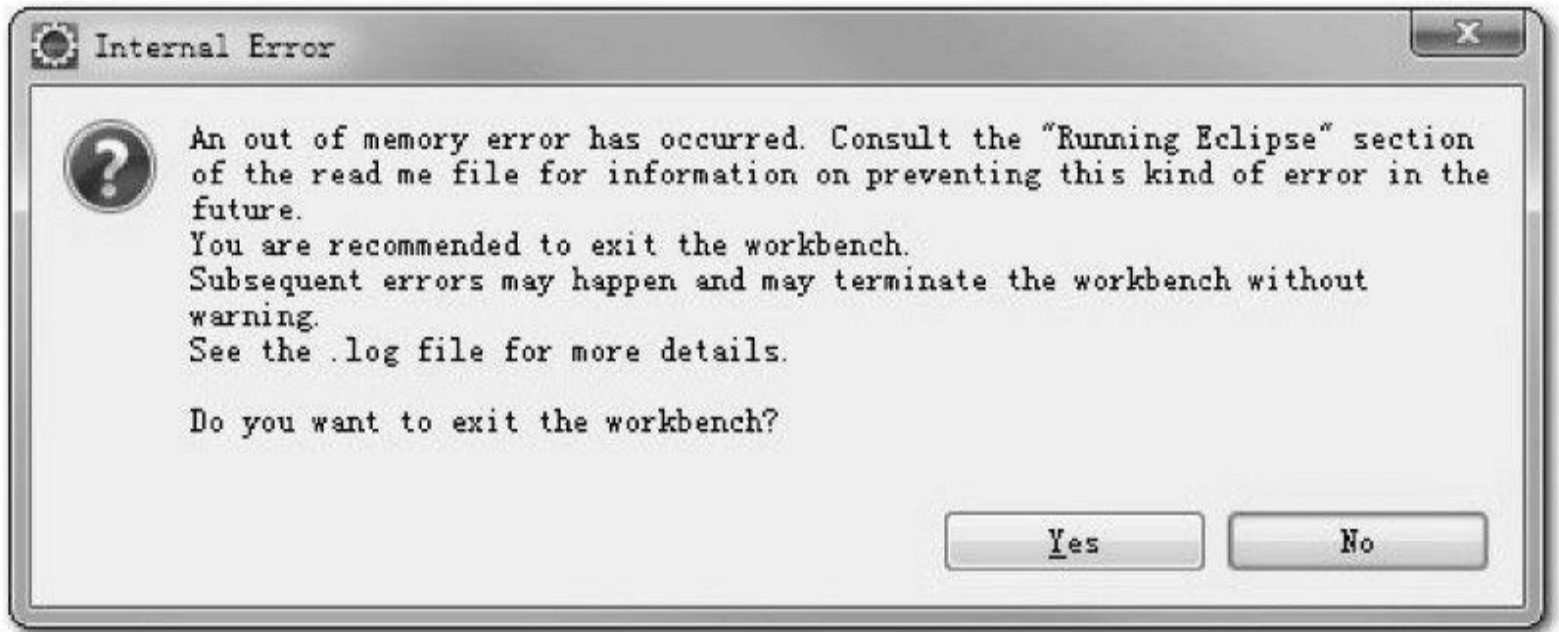 Internal Error
An out of memory error has occurred. Consult the "Running Eclipse" section
of the read me file for information on preventing this kind of error in the
future.
You are recommended to exit the workbench.
Subsequent errors may happen and may terminate the workbench without
warning.
See the .log file for more details.
Do you want to exit the workbench?
Yes
No